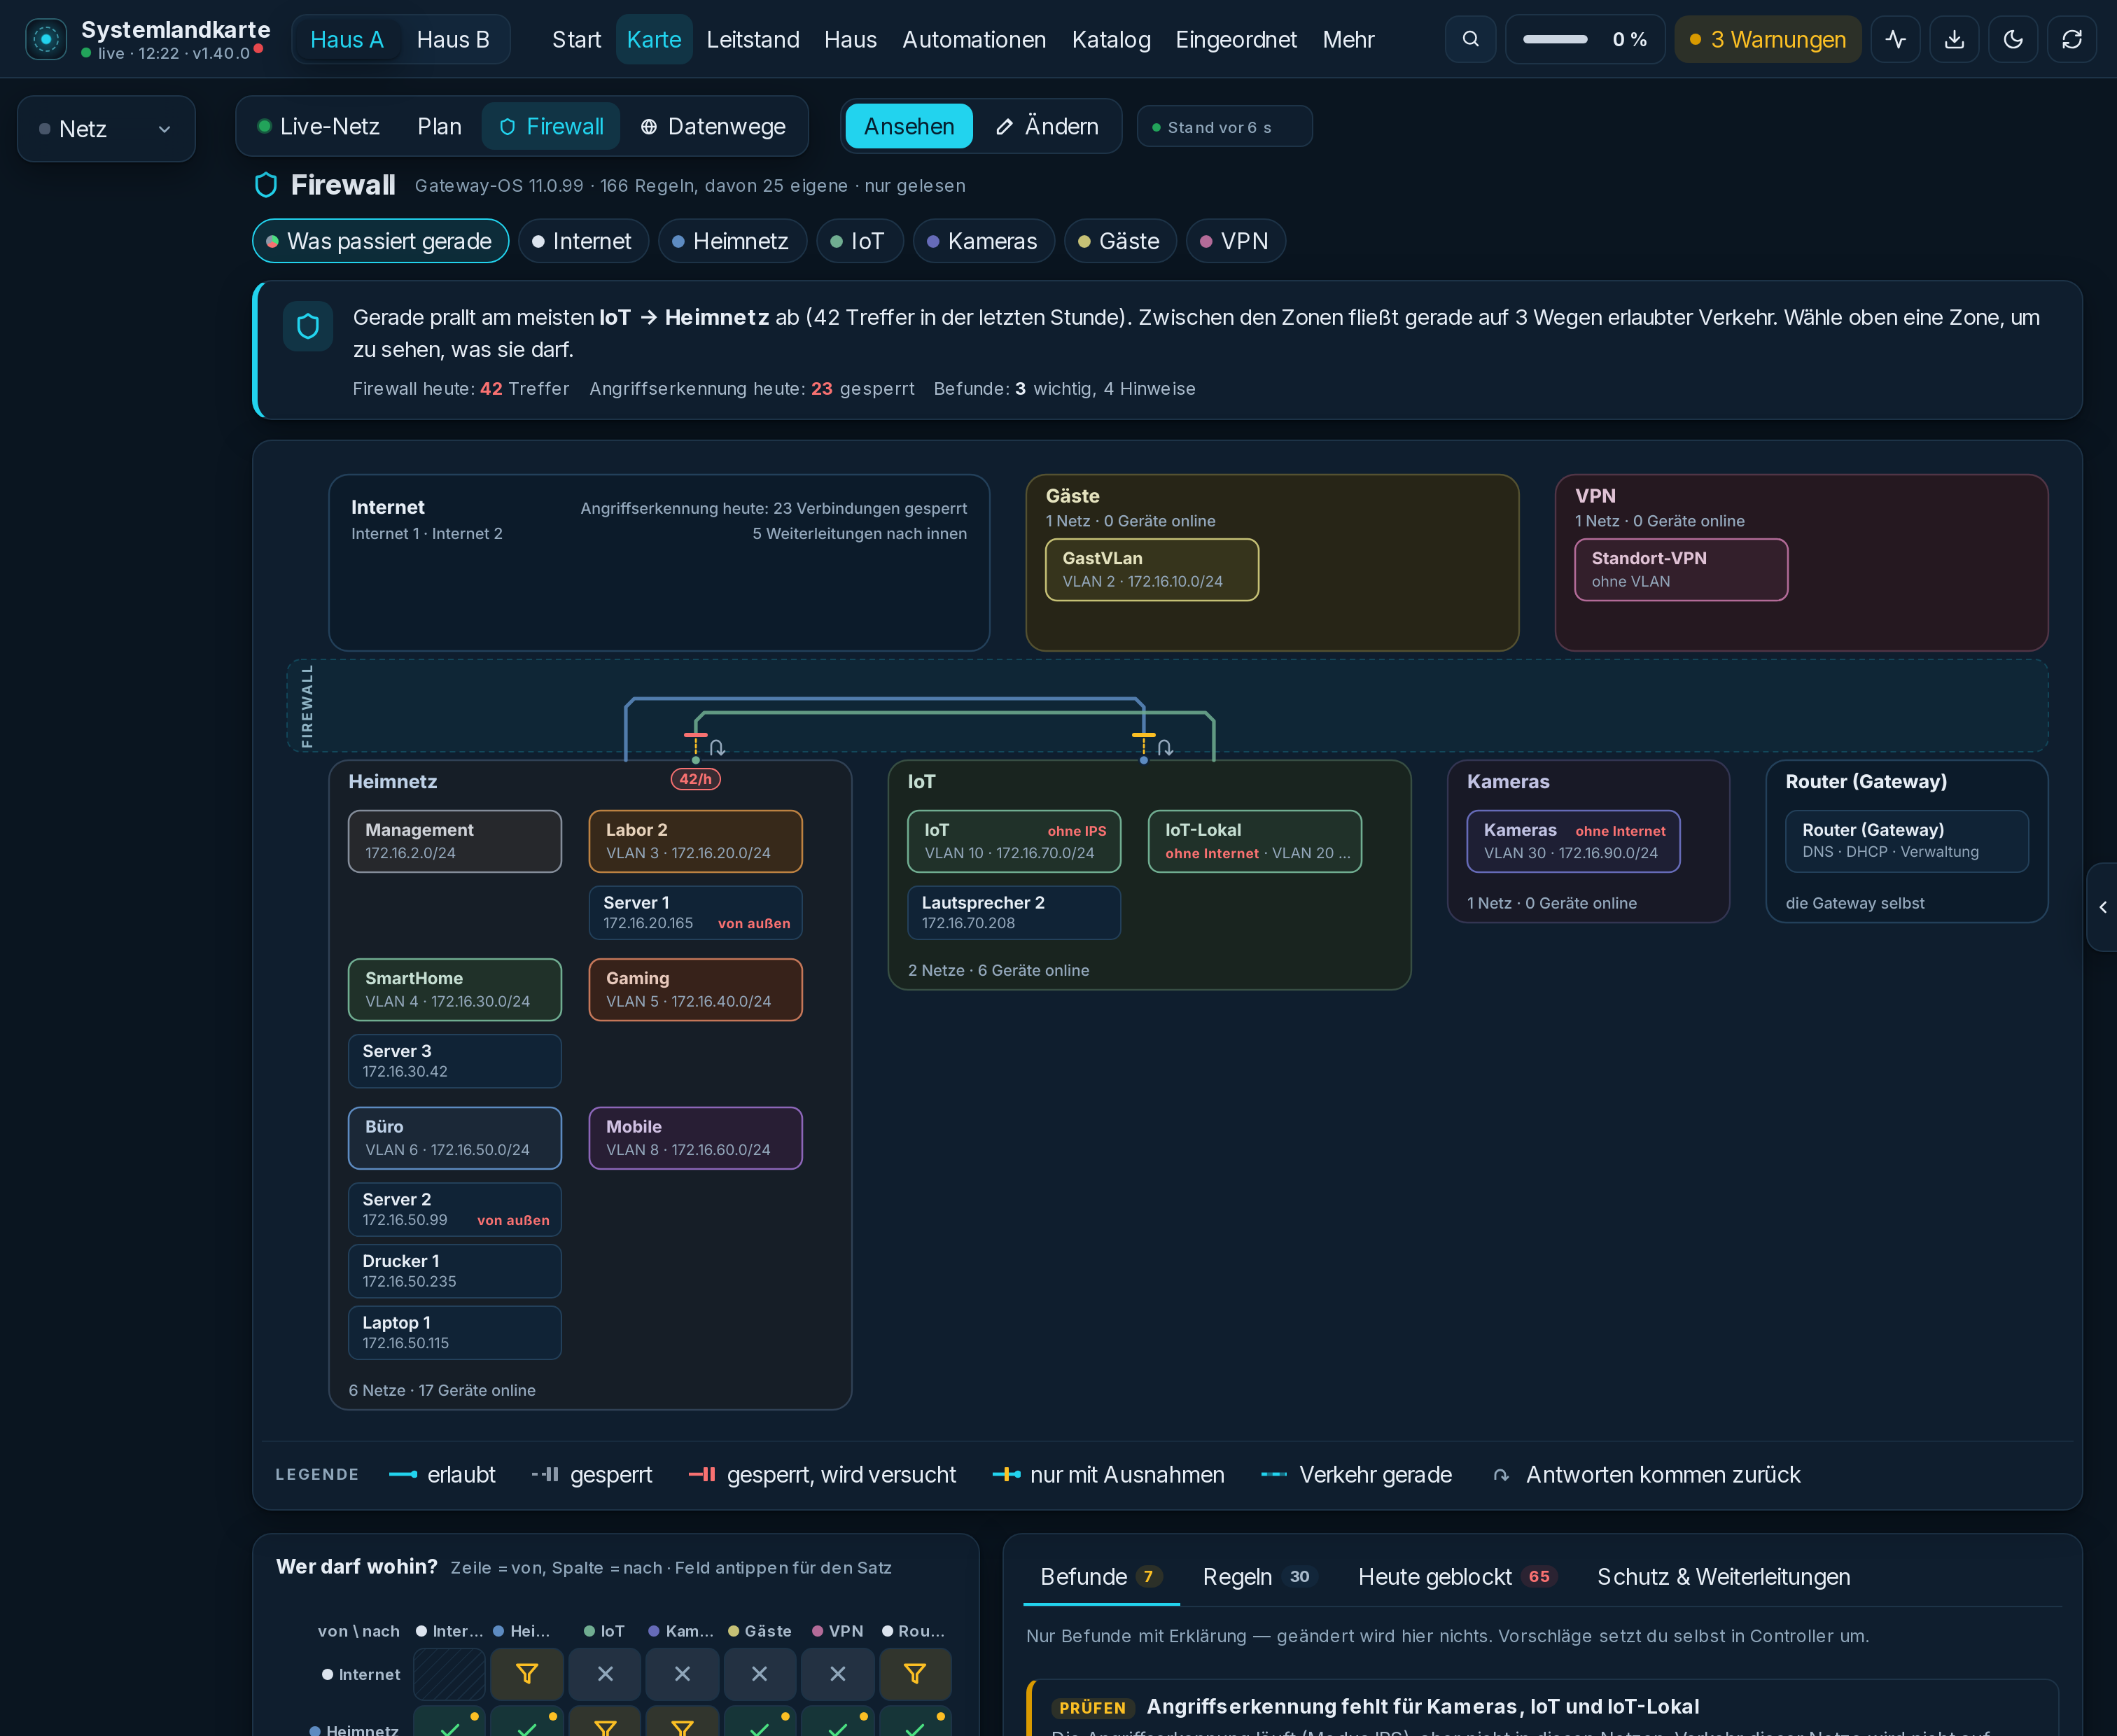 Systemlandkarte
live · 12:22 · v1.40.0
Haus A
Haus B
Start
Karte
Leitstand
Haus
Automationen
Katalog
Eingeordnet
Mehr
0 %
3 Warnungen
Netz
Live-Netz
Plan
Firewall
Datenwege
Ansehen
Ändern
Stand vor 6 s
Firewall
Gateway-OS 11.0.99 · 166 Regeln, davon 25 eigene · nur gelesen
Was passiert gerade
Internet
Heimnetz
IoT
Kameras
Gäste
VPN
Gerade prallt am meisten IoT → Heimnetz ab (42 Treffer in der letzten Stunde). Zwischen den Zonen fließt gerade auf 3 Wegen erlaubter Verkehr. Wähle oben eine Zone, um
zu sehen, was sie darf.
Firewall heute: 42 Treffer
Angriffserkennung heute: 23 gesperrt
Befunde: 3 wichtig, 4 Hinweise
Internet
Internet 1 · Internet 2
Angriffserkennung heute: 23 Verbindungen gesperrt
5 Weiterleitungen nach innen
Gäste
1 Netz · 0 Geräte online
GastVLan
VLAN 2 · 172.16.10.0/24
VPN
1 Netz · 0 Geräte online
Standort-VPN
ohne VLAN
FIREWALL
42/h
Heimnetz
Management
172.16.2.0/24
Labor 2
VLAN 3 · 172.16.20.0/24
Server 1
172.16.20.165
von außen
SmartHome
VLAN 4 · 172.16.30.0/24
Gaming
VLAN 5 · 172.16.40.0/24
Server 3
172.16.30.42
Büro
VLAN 6 · 172.16.50.0/24
Mobile
VLAN 8 · 172.16.60.0/24
Server 2
172.16.50.99
von außen
Drucker 1
172.16.50.235
Laptop 1
172.16.50.115
6 Netze · 17 Geräte online
IoT
IoT
ohne IPS
VLAN 10 · 172.16.70.0/24
IoT-Lokal
ohne Internet · VLAN 20 ...
Lautsprecher 2
172.16.70.208
2 Netze · 6 Geräte online
Kameras
Kameras
ohne Internet
VLAN 30 · 172.16.90.0/24
1 Netz · 0 Geräte online
Router (Gateway)
Router (Gateway)
DNS · DHCP · Verwaltung
die Gateway selbst
LEGENDE
erlaubt
gesperrt
gesperrt, wird versucht
nur mit Ausnahmen
Verkehr gerade
Antworten kommen zurück
Wer darf wohin?
Zeile = von, Spalte = nach · Feld antippen für den Satz
von \ nach
Inter...
Hei...
IoT
Kam...
Gäste
VPN
Rou...
Internet
Heimnetz
Befunde 7
Regeln 30
Heute geblockt 65
Schutz & Weiterleitungen
Nur Befunde mit Erklärung — geändert wird hier nichts. Vorschläge setzt du selbst in Controller um.
PRÜFEN
Angriffserkennung fehlt für Kameras, IoT und IoT-Lokal
Die Angriffserkennung läuft (Modus IPS), aber nicht in diesen Netzen. Verkehr dieser Netze wird nicht auf